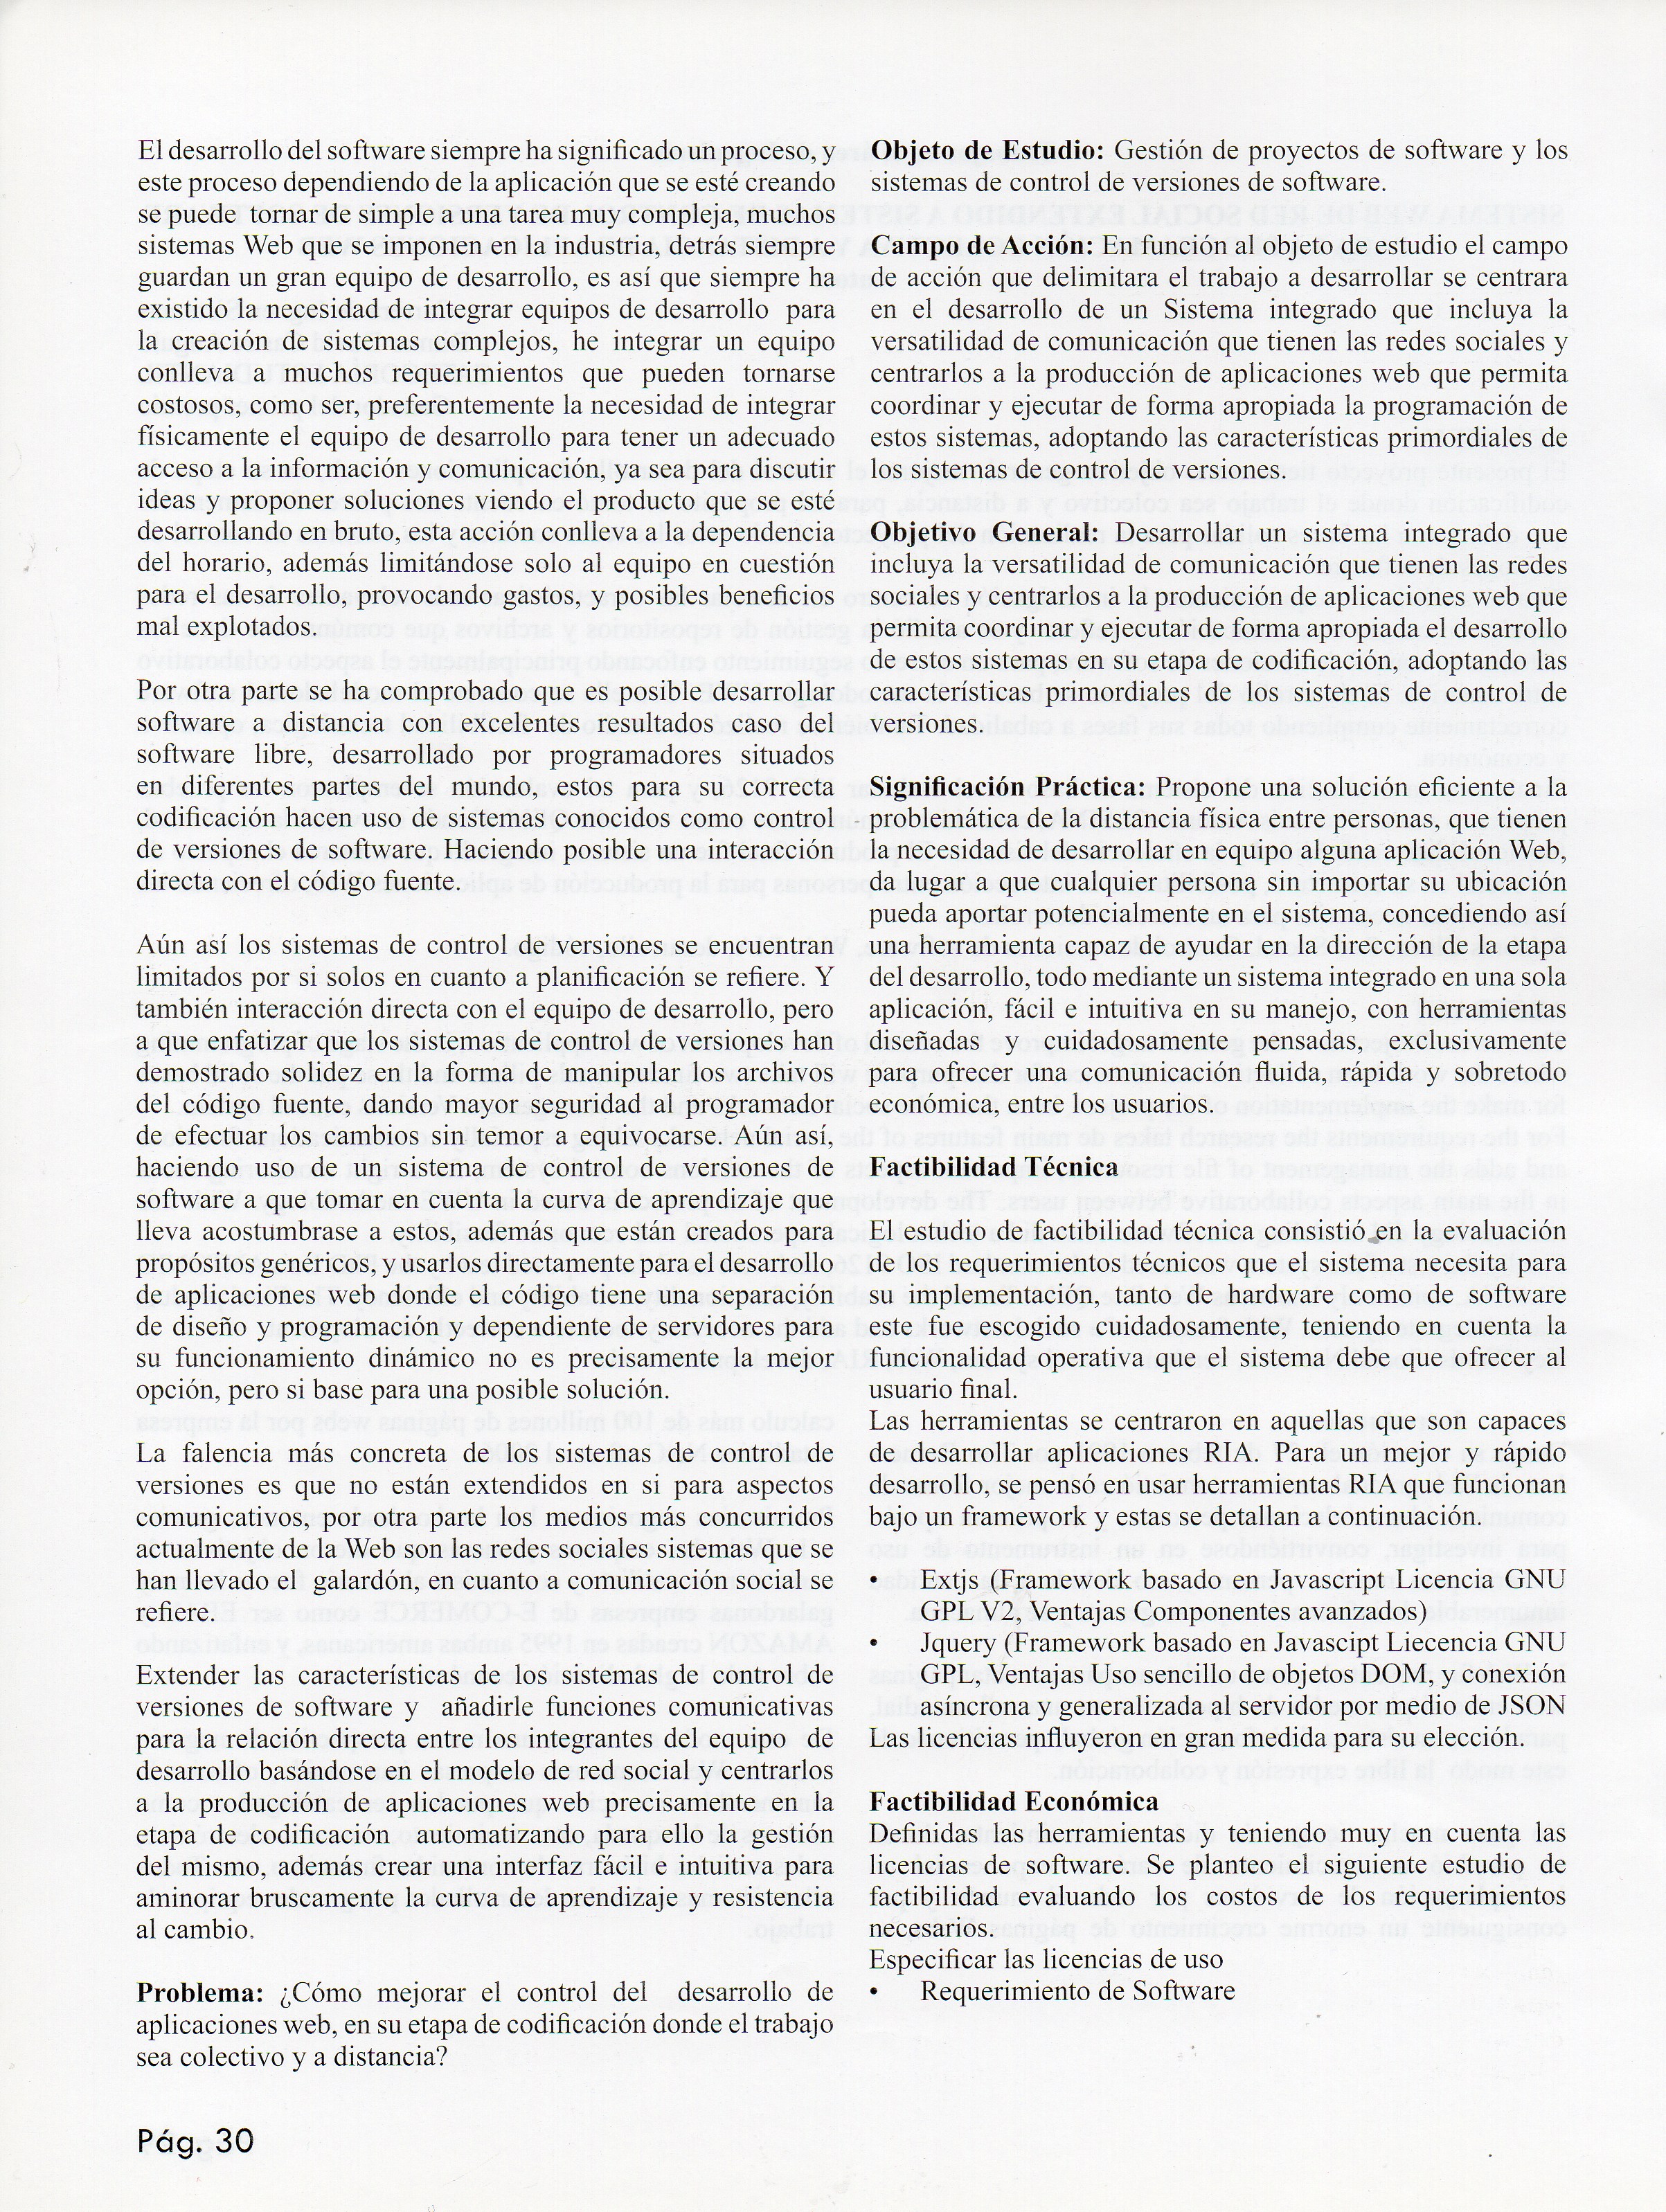 El desarrollo del software siempre ha significado un proceso, y
este proceso dependiendo de la aplicación que se esté creando
se puede tornar de simple a una tarea muy compleja, muchos
sistemas Web que se imponen en la industria, detrás siempre
guardan un gran equipo de desarrollo, es así que siempre ha
existido la necesidad de integrar equipos de desarrollo para
la creación de sistemas complejos, he integrar un equipo
conlleva a muchos requerimientos que pueden tornarse
costosos, como ser, preferentemente la necesidad de integrar
físicamente el equipo de desarrollo para tener un adecuado
acceso a la información y comunicación, ya sea para discutir
ideas y proponer soluciones viendo el producto que se esté
desarrollando en bruto, esta acción conlleva a la dependencia
del horario, además limitándose solo al equipo en cuestión
para el desarrollo, provocando gastos, y posibles beneficios
mal explotados.
Por otra parte se ha comprobado que es posible desarrollar
software a distancia con excelentes resultados caso del
software libre, desarrollado por programadores situados
en diferentes partes del mundo, estos para su correcta
codificación hacen uso de sistemas conocidos como control
de versiones de software. Haciendo posible una interacción
directa con el código fuente.
Aún así los sistemas de control de versiones se encuentran
limitados por si solos en cuanto a planificación se refiere. Y
también interacción directa con el equipo de desarrollo, pero
a que enfatizar que los sistemas de control de versiones han
demostrado solidez en la forma de manipular los archivos
del código fuente, dando mayor seguridad al programador
de efectuar los cambios sin temor a equivocarse. Aún así,
haciendo uso de un sistema de control de versiones de
software a que tomar en cuenta la curva de aprendizaje que
lleva acostumbrase a estos, además que están creados para
propósitos genéricos, y usarlos directamente para el desarrollo
de aplicaciones web donde el código tiene una separación
de diseño y programación y dependiente de servidores para
su funcionamiento dinámico no es precisamente la mejor
opción, pero si base para una posible solución.
La falencia más concreta de los sistemas de control de
versiones es que no están extendidos en si para aspectos
comunicativos, por otra parte los medios más concurridos
actualmente de la Web son las redes sociales sistemas que se
han llevado el galardón, en cuanto a comunicación social se
refiere.
Extender las características de los sistemas de control de
versiones de software y añadirle funciones comunicativas
para la relación directa entre los integrantes del equipo de
desarrollo basándose en el modelo de red social y centrarlos
a la producción de aplicaciones web precisamente en la
etapa de codificación automatizando para ello la gestión
del mismo, además crear una interfaz fácil e intuitiva para
aminorar bruscamente la curva de aprendizaje y resistencia
al cambio.
Problema: ¿Cómo mejorar el control del desarrollo de
aplicaciones web, en su etapa de codificación donde el trabajo
sea colectivo y a distancia?
Objeto de Estudio: Gestión de proyectos de software y los
sistemas de control de versiones de software.
Campo de Acción: En función al objeto de estudio el campo
de acción que delimitara el trabajo a desarrollar se centrara
en el desarrollo de un Sistema integrado que incluya la
versatilidad de comunicación que tienen las redes sociales y
centrarlos a la producción de aplicaciones web que permita
coordinar y ejecutar de forma apropiada la programación de
estos sistemas, adoptando las características primordiales de
los sistemas de control de versiones.
Objetivo General: Desarrollar un sistema integrado que
incluya la versatilidad de comunicación que tienen las redes
sociales y centrarlos a la producción de aplicaciones web que
permita coordinar y ejecutar de forma apropiada el desarrollo
de estos sistemas en su etapa de codificación, adoptando las
características primordiales de los sistemas de control de
versiones.
Significación Práctica: Propone una solución eficiente a la
problemática de la distancia física entre personas, que tienen
la necesidad de desarrollar en equipo alguna aplicación Web,
da lugar a que cualquier persona sin importar su ubicación
pueda aportar potencialmente en el sistema, concediendo así
una herramienta capaz de ayudar en la dirección de la etapa
del desarrollo, todo mediante un sistema integrado en una sola
aplicación, fácil e intuitiva en su manejo, con herramientas
diseñadas y cuidadosamente pensadas, exclusivamente
para ofrecer una comunicación fluida, rápida y sobretodo
económica, entre los usuarios.
Factibilidad Técnica
El estudio de factibilidad técnica consistió en la evaluación
de los requerimientos técnicos que el sistema necesita para
su implementación, tanto de hardware como de software
este fue escogido cuidadosamente, teniendo en cuenta la
funcionalidad operativa que el sistema debe que ofrecer al
usuario final.
Las herramientas se centraron en aquellas que son capaces
de desarrollar aplicaciones RIA. Para un mejor y rápido
desarrollo, se pensó en usar herramientas RIA que funcionan
bajo un framework y estas se detallan a continuación.
• Extjs (Framework basado en Javascript Licencia GNU
GPL V2, Ventajas Componentes avanzados)
• Jquery (Framework basado en Javascipt Liecencia GNU
GPL, Ventajas Uso sencillo de objetos DOM, y conexión
asíncrona y generalizada al servidor por medio de JSON
Las licencias influyeron en gran medida para su elección.
Factibilidad Económica
Definidas las herramientas y teniendo muy en cuenta las
licencias de software. Se planteo el siguiente estudio de
factibilidad evaluando los costos de los requerimientos
necesarios.
Especificar las licencias de uso
• Requerimiento de Software
Pág. 30